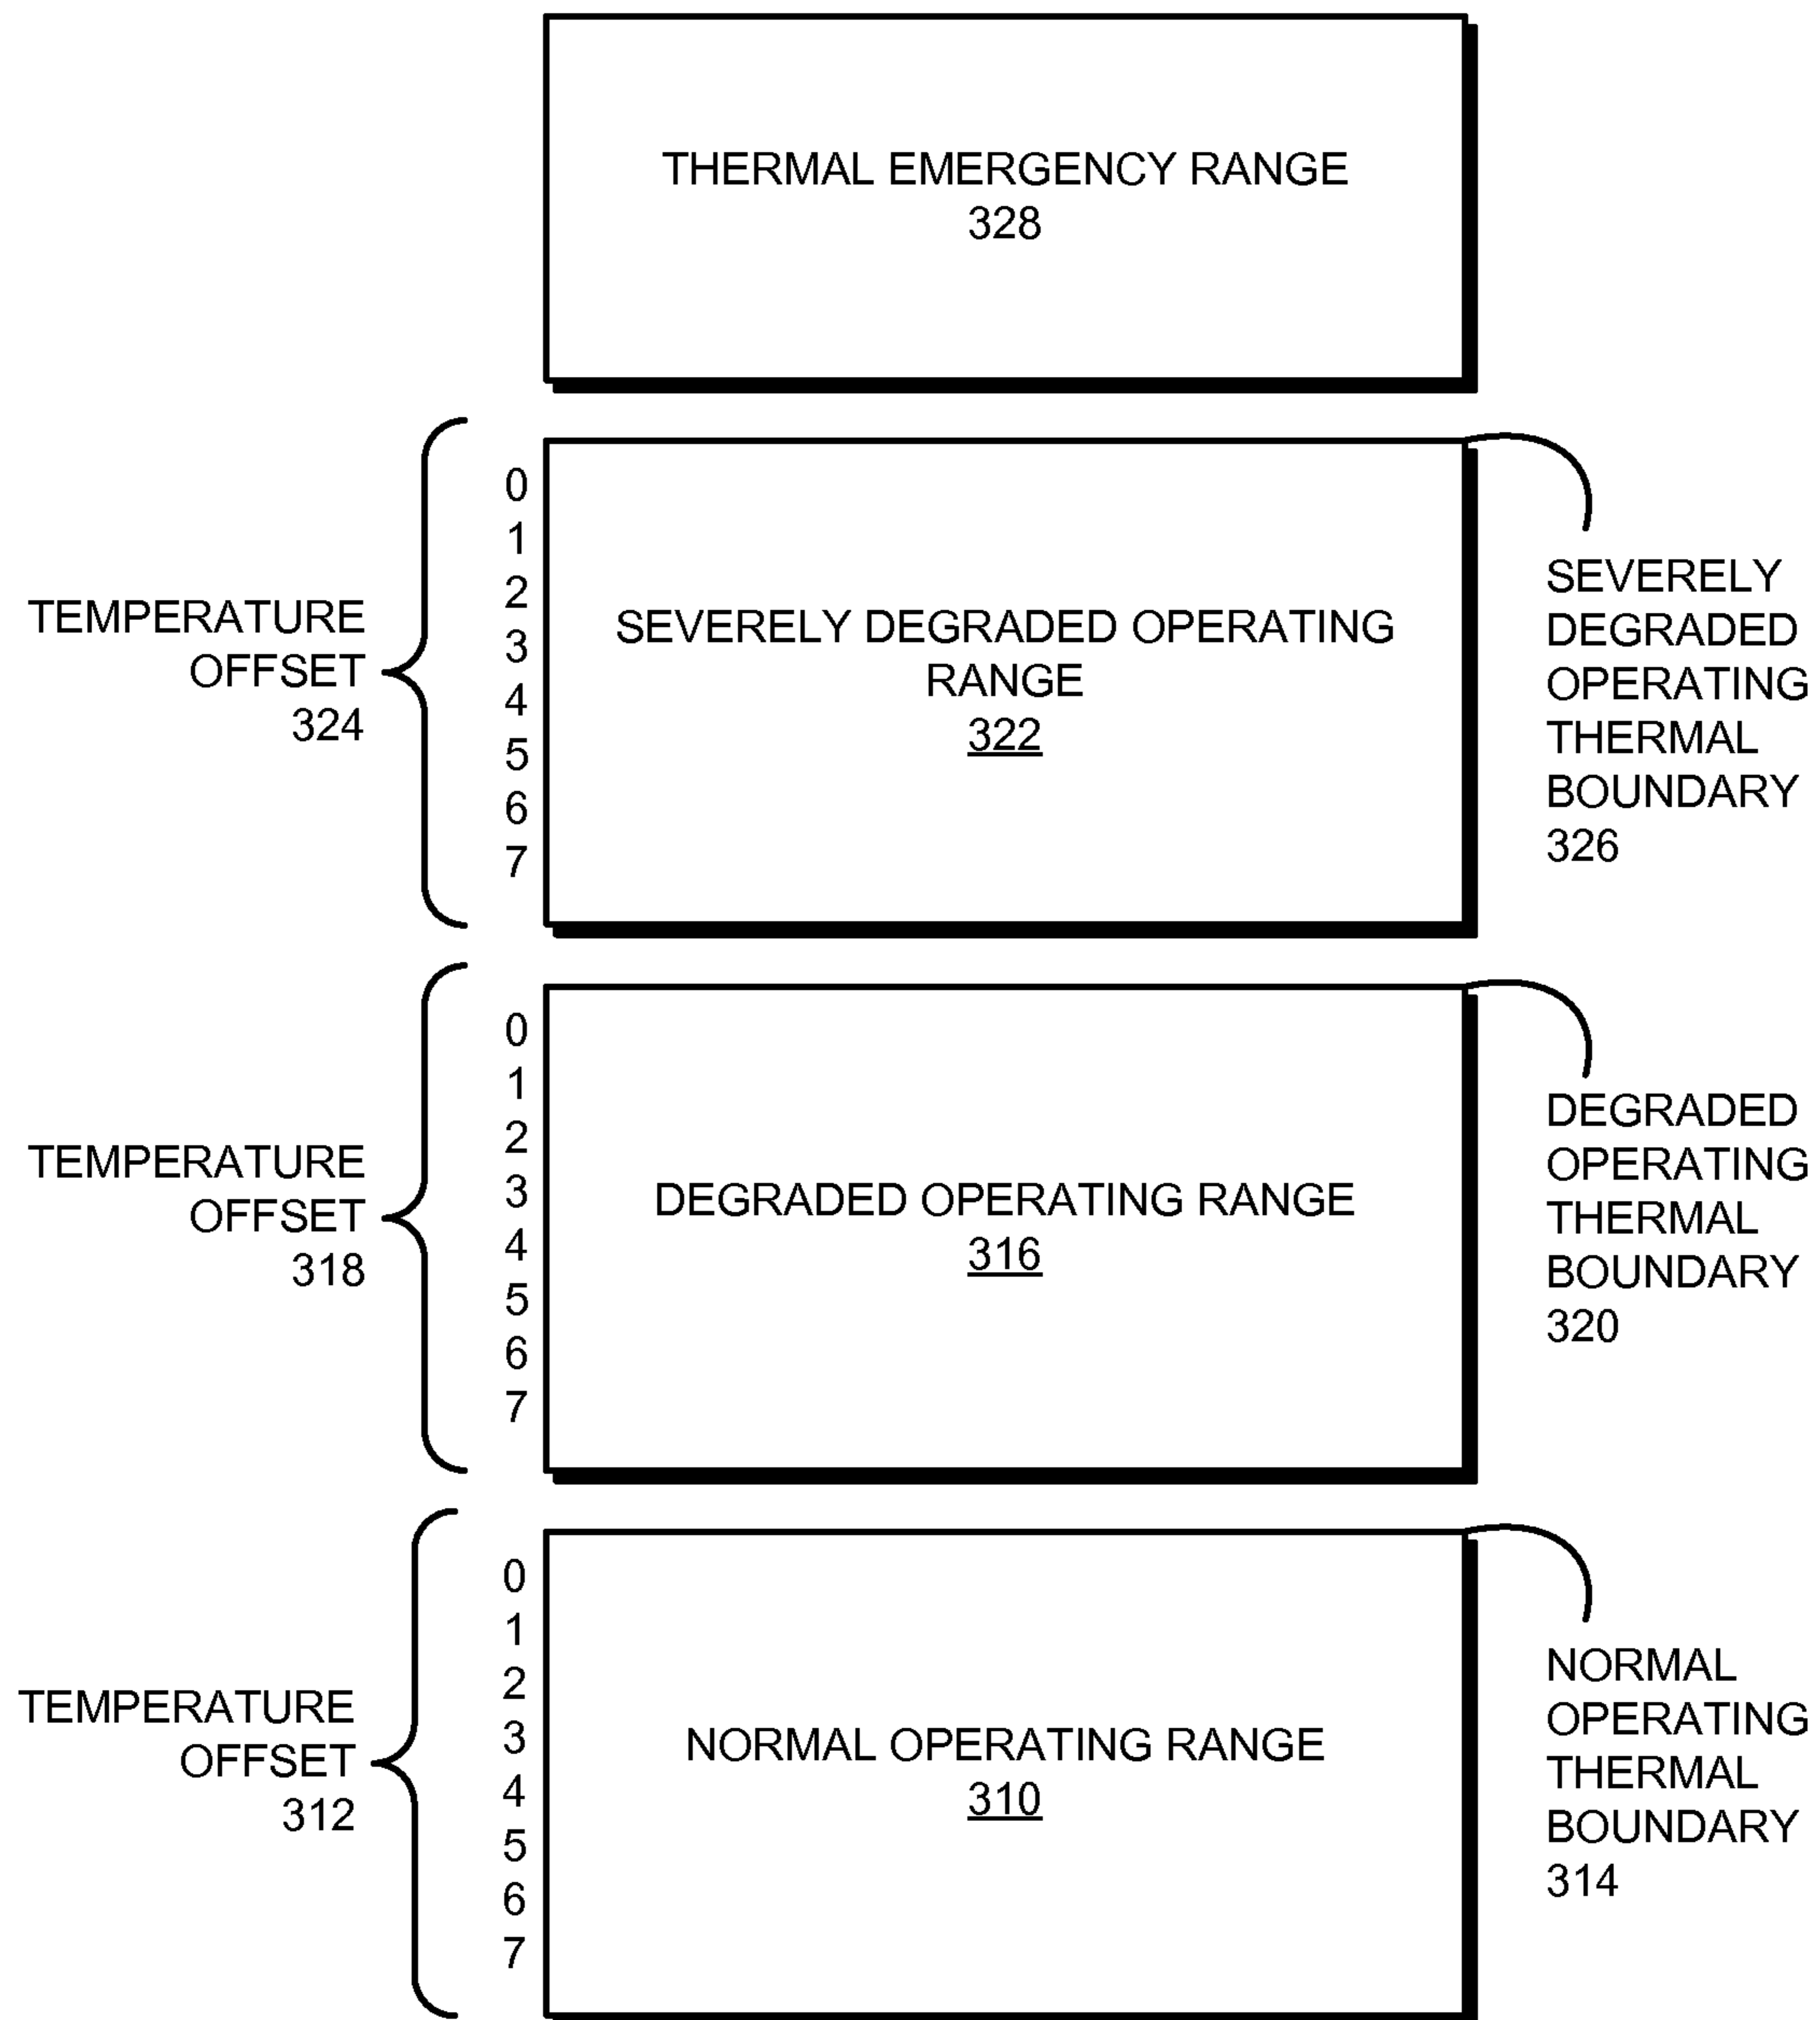 THERMAL EMERGENCY RANGE
328
TEMPERATURE
OFFSET
324
0
1
2
3
4
5
6
7
SEVERELY DEGRADED OPERATING
RANGE
322
SEVERELY
DEGRADED
OPERATING
THERMAL
BOUNDARY
326
TEMPERATURE
OFFSET
318
0
1
2
3
4
5
6
7
DEGRADED OPERATING RANGE
316
DEGRADED
OPERATING
THERMAL
BOUNDARY
320
TEMPERATURE
OFFSET
312
0
1
2
3
4
5
6
7
NORMAL OPERATING RANGE
310
NORMAL
OPERATING
THERMAL
BOUNDARY
314